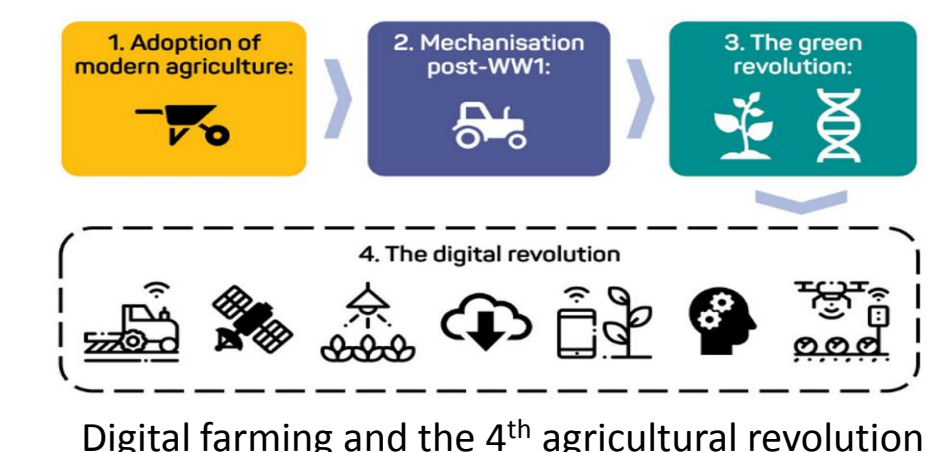 1. Adoption of
modern agriculture:
2. Mechanisation
post-WW1:
3. The green
revolution:
4. The digital revolution
Digital farming and the 4th agricultural revolution